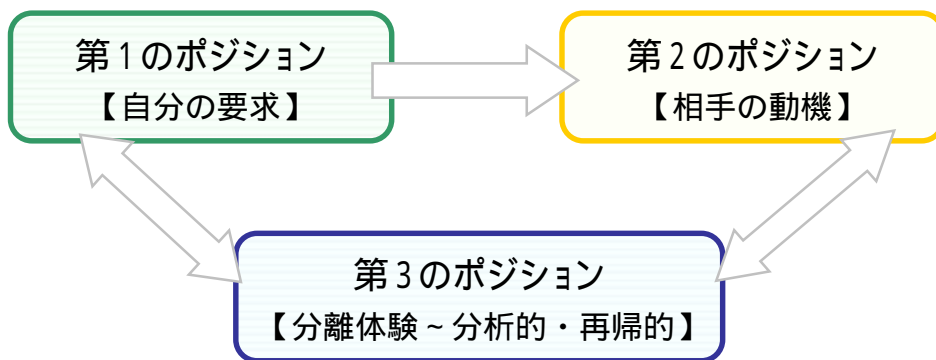 第１のポジション
【自分の要求】
第２のポジション
【相手の動機】
第３のポジション
【分離体験～分析的・再帰的】